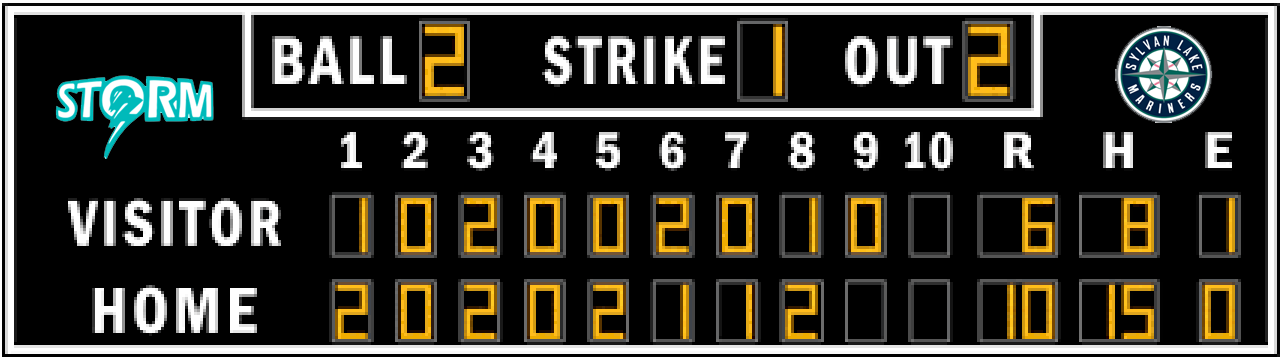 BALL 2 STRIKE 1 OUT 2
STORM
SYLVAN LAKE MARINERS
1 2 3 4 5 6 7 8 9 10 R H E
VISITOR 1 0 2 0 0 2 0 1 0 6 8 1
HOME 2 0 2 0 2 1 1 2 10 15 0